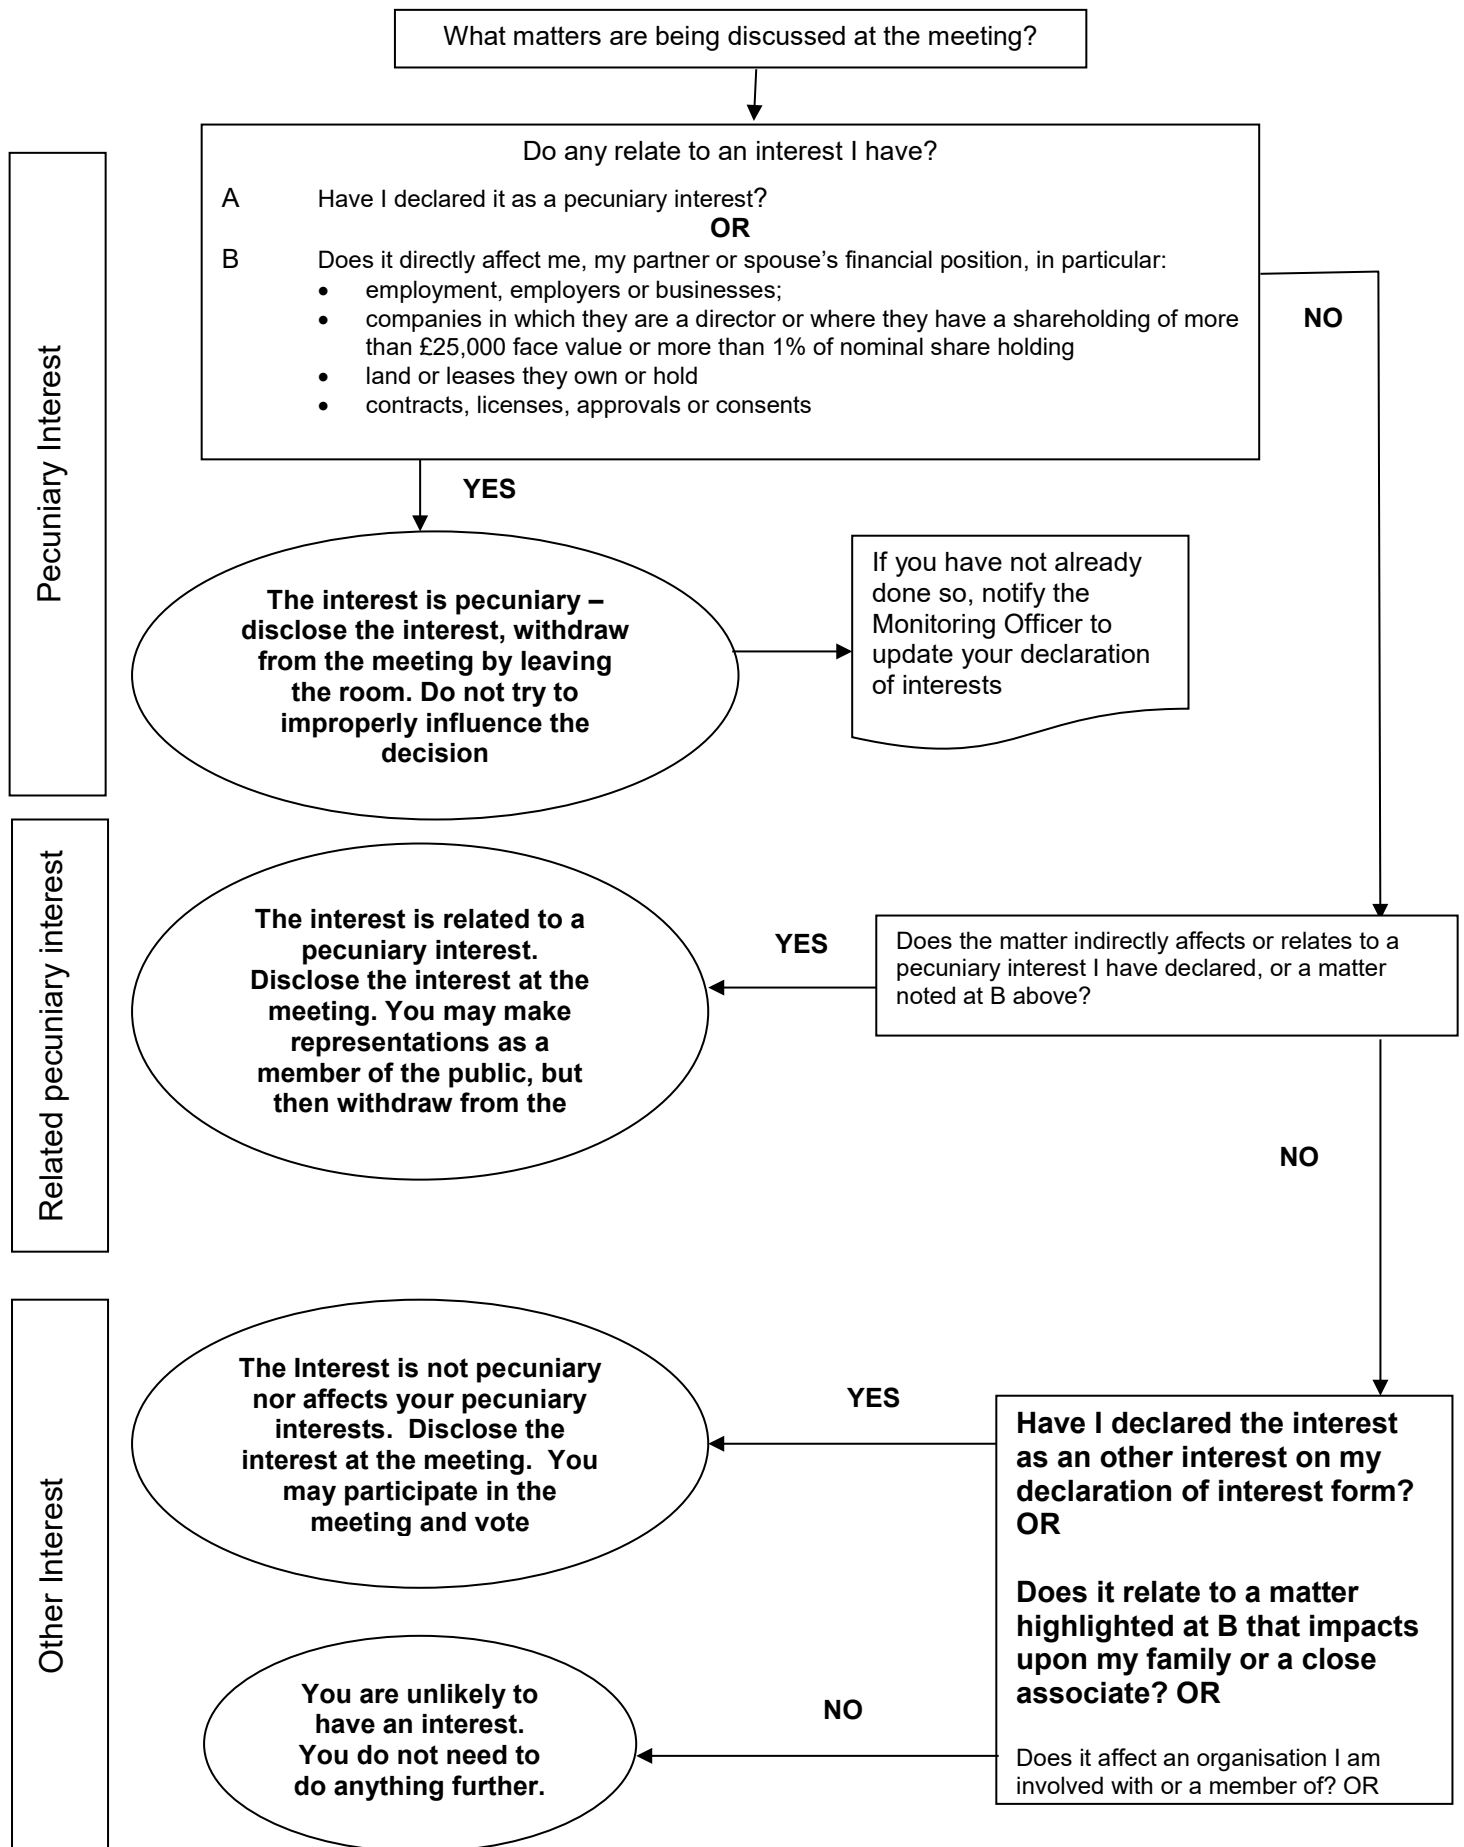 What matters are being discussed at the meeting?
Do any relate to an interest I have?
A Have I declared it as a pecuniary interest?
OR
B Does it directly affect me, my partner or spouse’s financial position, in particular:
• employment, employers or businesses;
• companies in which they are a director or where they have a shareholding of more
than £25,000 face value or more than 1% of nominal share holding
• land or leases they own or hold
• contracts, licenses, approvals or consents
NO
Pecuniary Interest
YES
The interest is pecuniary –
disclose the interest, withdraw
from the meeting by leaving
the room. Do not try to
improperly influence the
decision
If you have not already
done so, notify the
Monitoring Officer to
update your declaration
of interests
Related pecuniary interest
The interest is related to a
pecuniary interest.
Disclose the interest at the
meeting. You may make
representations as a
member of the public, but
then withdraw from the
YES
Does the matter indirectly affects or relates to a
pecuniary interest I have declared, or a matter
noted at B above?
NO
Other Interest
The Interest is not pecuniary
nor affects your pecuniary
interests. Disclose the
interest at the meeting. You
may participate in the
meeting and vote
YES
Have I declared the interest
as an other interest on my
declaration of interest form?
OR
Does it relate to a matter
highlighted at B that impacts
upon my family or a close
associate? OR
Does it affect an organisation I am
involved with or a member of? OR
NO
You are unlikely to
have an interest.
You do not need to
do anything further.